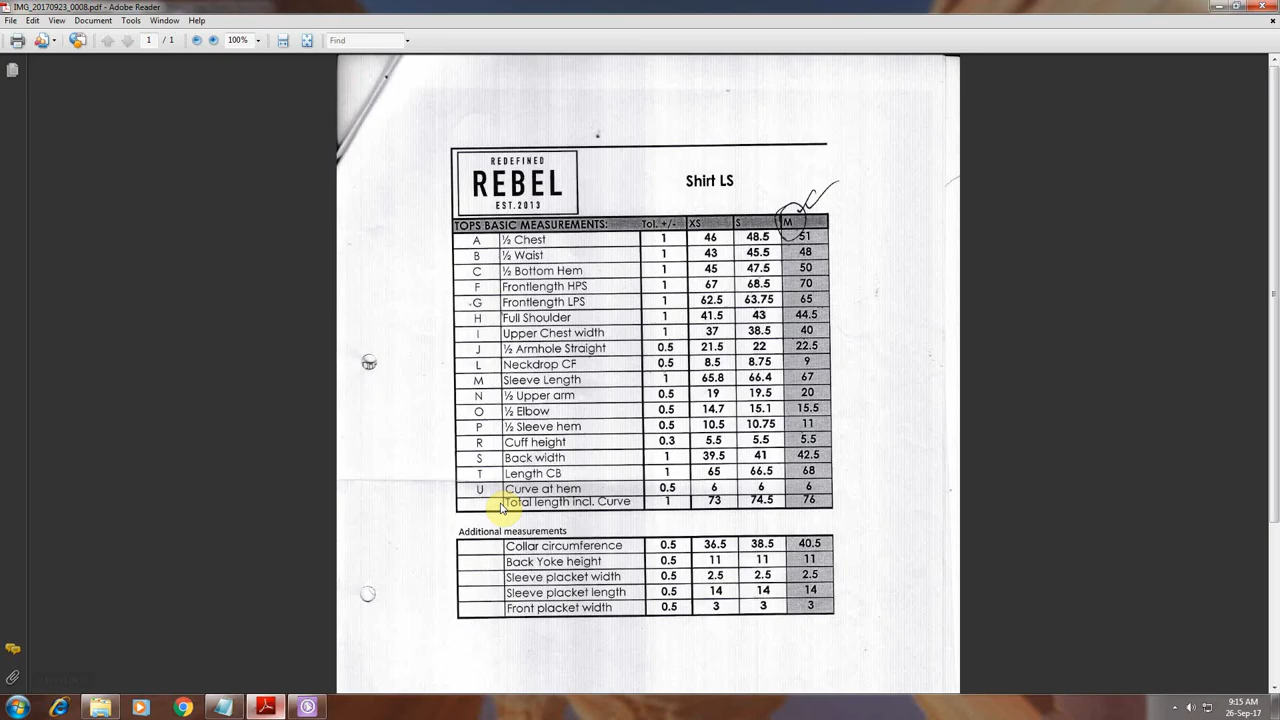 IMG_20170923_0008.pdf - Adobe Reader
File Edit View Document Tools Window Help
1 / 1 100% Find
REDEFINED
REBEL
EST.2013
Shirt LS
TOPS BASIC MEASUREMENTS: Tol. +/- XS S M
A ½ Chest 1 46 48.5 51
B ½ Waist 1 43 45.5 48
C ½ Bottom Hem 1 45 47.5 50
F Frontlength HPS 1 67 68.5 70
G Frontlength LPS 1 62.5 63.75 65
H Full Shoulder 1 41.5 43 44.5
I Upper Chest width 1 37 38.5 40
J ½ Armhole Straight 0.5 21.5 22 22.5
L Neckdrop CF 0.5 8.5 8.75 9
M Sleeve Length 1 65.8 66.4 67
N ½ Upper arm 0.5 19 19.5 20
O ½ Elbow 0.5 14.7 15.1 15.5
P ½ Sleeve hem 0.5 10.5 10.75 11
R Cuff height 0.3 5.5 5.5 5.5
S Back width 1 39.5 41 42.5
T Length CB 1 65 66.5 68
U Curve at hem 0.5 6 6 6
Total length incl. Curve 1 73 74.5 76
Additional measurements
Collar circumference 0.5 36.5 38.5 40.5
Back Yoke height 0.5 11 11 11
Sleeve placket width 0.5 2.5 2.5 2.5
Sleeve placket length 0.5 14 14 14
Front placket width 0.5 3 3 3
9:15 AM
26-Sep-17